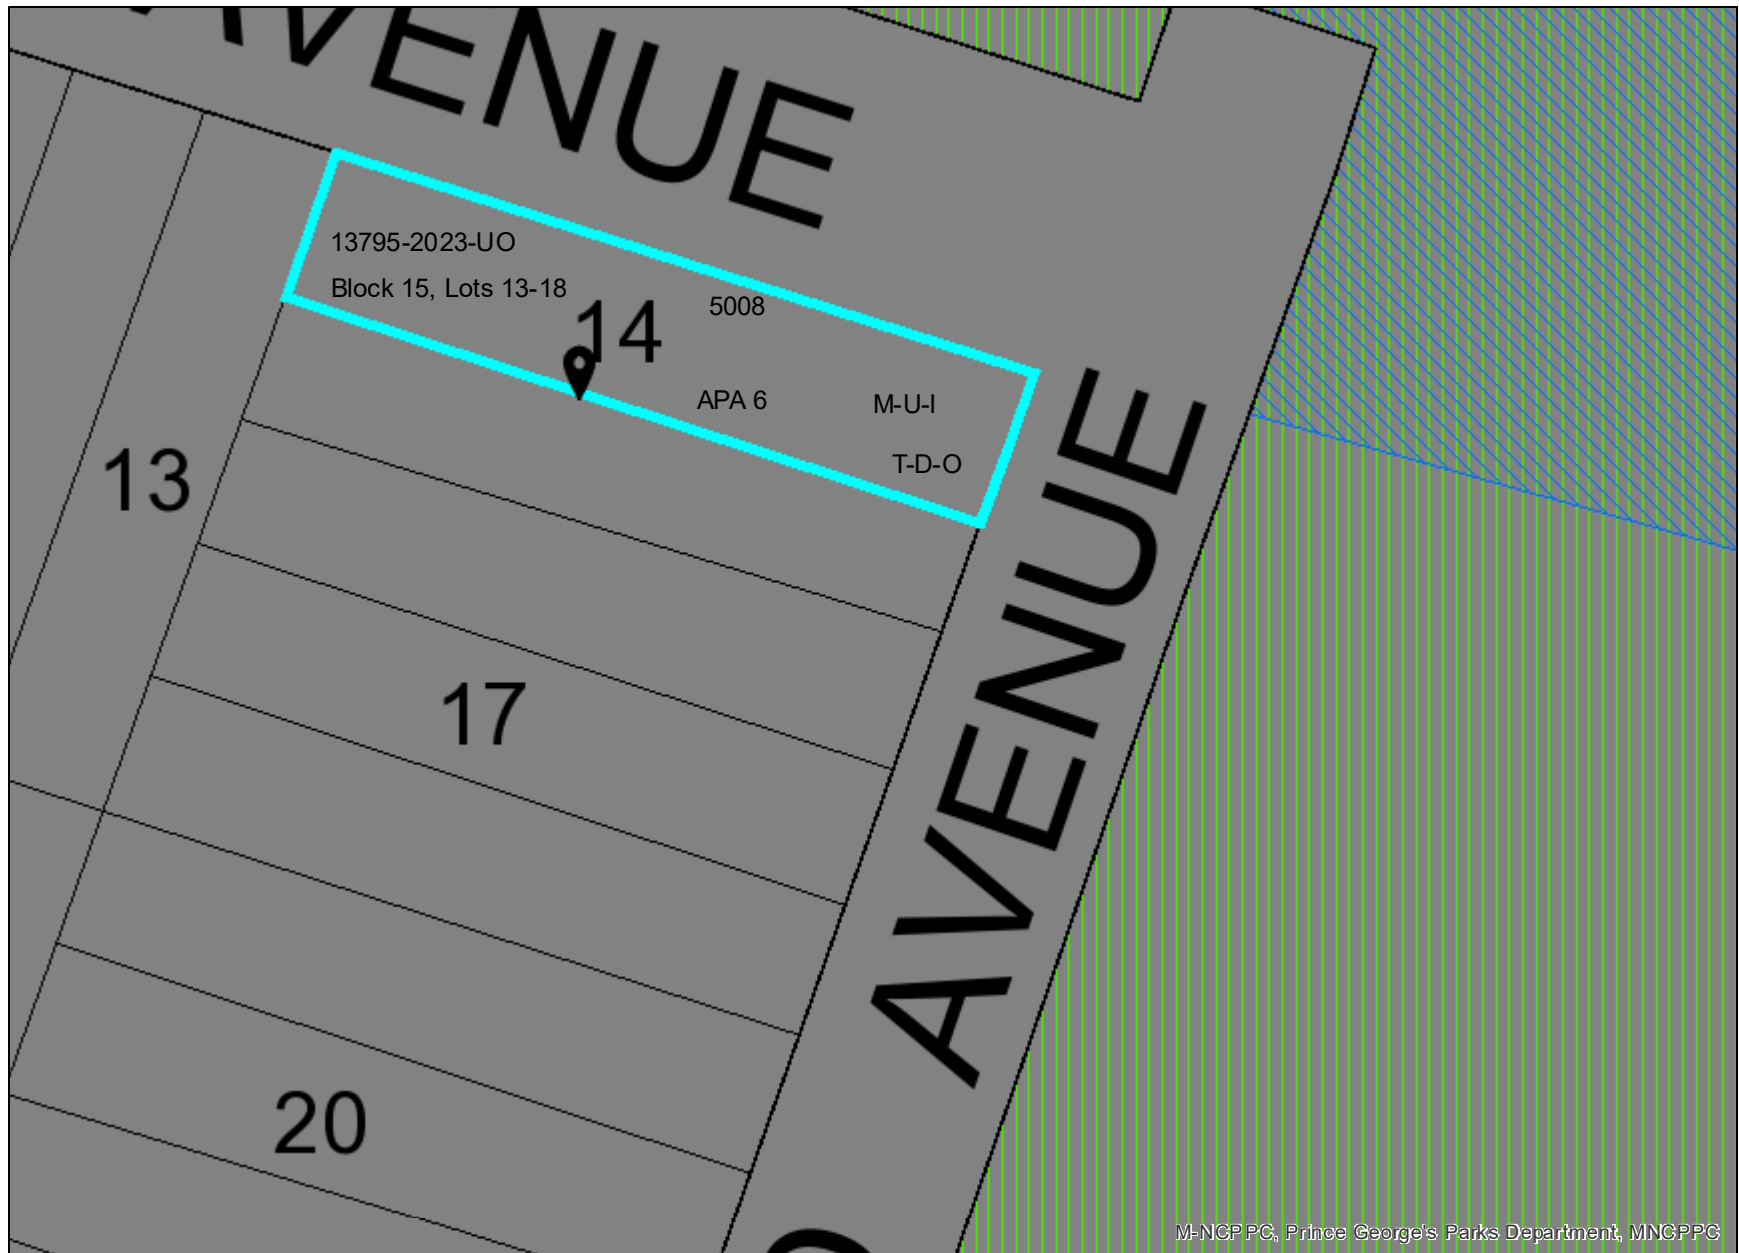 AVENUE
13795-2023-UO
Block 15, Lots 13-18
5008
14
APA 6
M-U-I
T-D-O
AVENUE
13
17
20
M-NCPPC, Prince George's Parks Department, MNCPPC